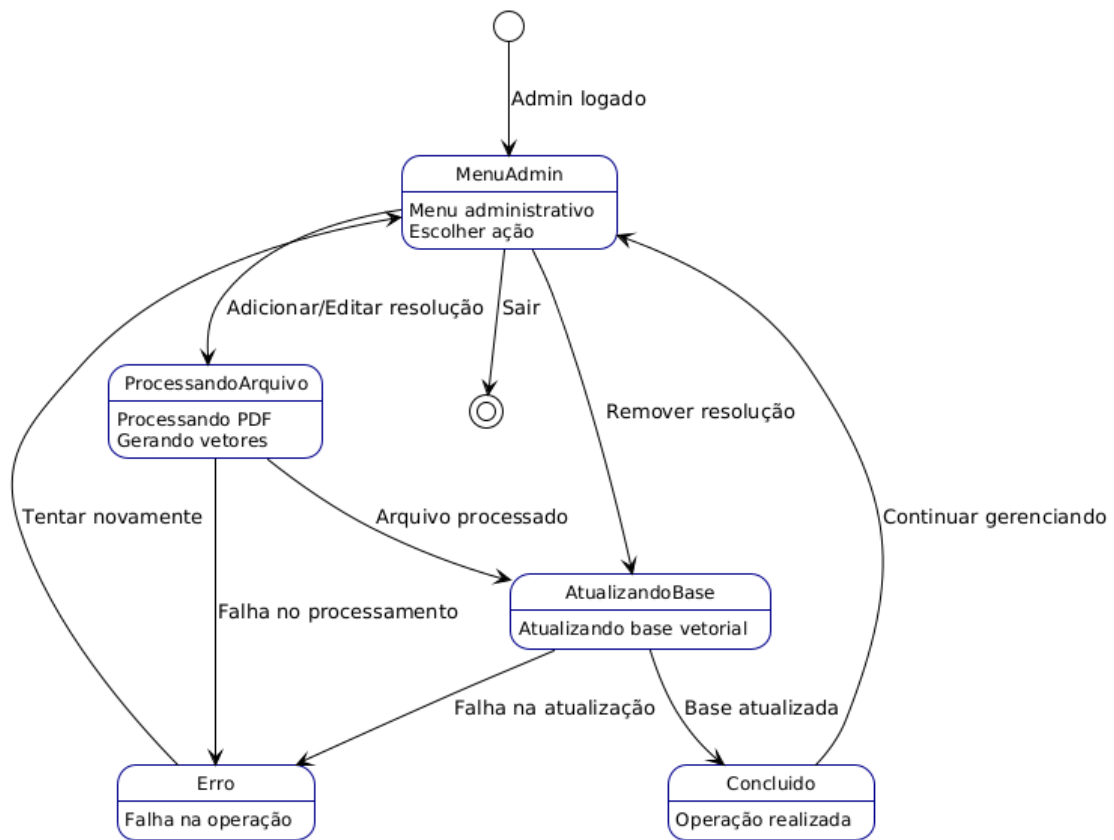 Admin logado
MenuAdmin
Menu administrativo
Escolher ação
Adicionar/Editar resolução
Sair
ProcessandoArquivo
Processando PDF
Gerando vetores
Remover resolução
Tentar novamente
Arquivo processado
Continuar gerenciando
AtualizandoBase
Atualizando base vetorial
Falha no processamento
Falha na atualização
Base atualizada
Erro
Falha na operação
Concluido
Operação realizada